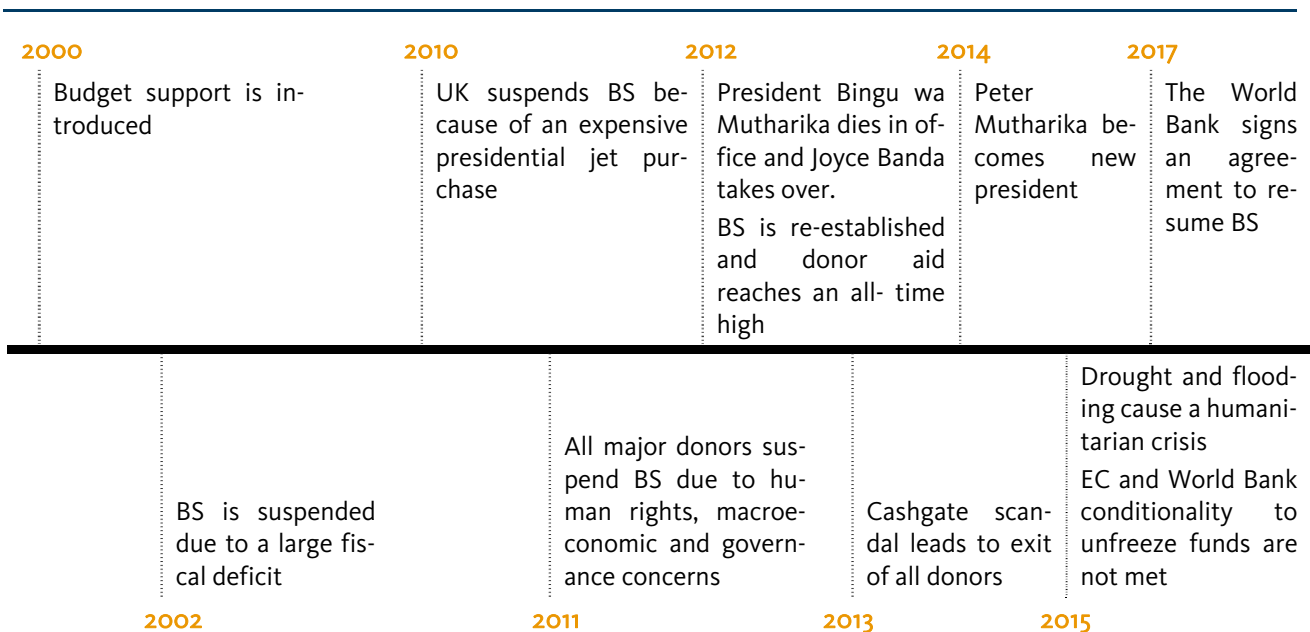 2000
Budget support is in-
troduced
2010
UK suspends BS be-
cause of an expensive
presidential jet pur-
chase
2012
President Bingu wa
Mutharika dies in of-
fice and Joyce Banda
takes over.
BS is re-established
and donor aid
reaches an all- time
high
2014
Peter
Mutharika be-
comes new
president
2017
The World
Bank signs
an agree-
ment to re-
sume BS
BS is suspended
due to a large fis-
cal deficit
2002
All major donors sus-
pend BS due to hu-
man rights, macroe-
conomic and govern-
ance concerns
2011
Cashgate scan-
dal leads to exit
of all donors
2013
Drought and flood-
ing cause a humani-
tarian crisis
EC and World Bank
conditionality to
unfreeze funds are
not met
2015